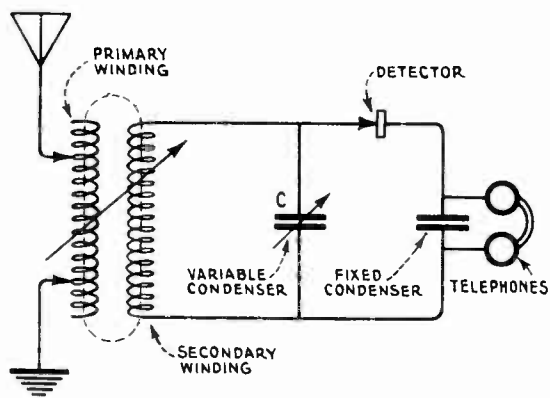 PRIMARY
WINDING
DETECTOR
C
VARIABLE
CONDENSER
FIXED
CONDENSER
TELEPHONES
SECONDARY
WINDING